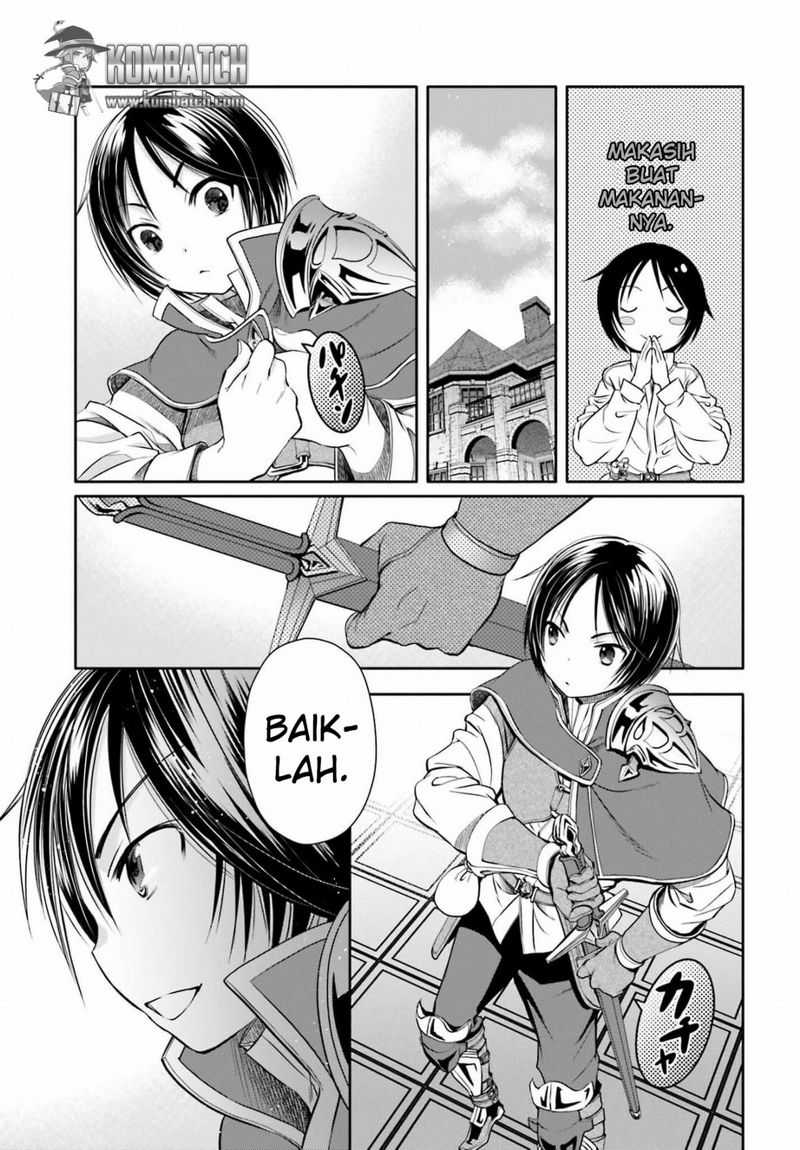 KOMBATCH
www.kombatch.com
MAKASIH
BUAT
MAKANAN-
NYA.
パチン
BAIK-
LAH.
カチャ